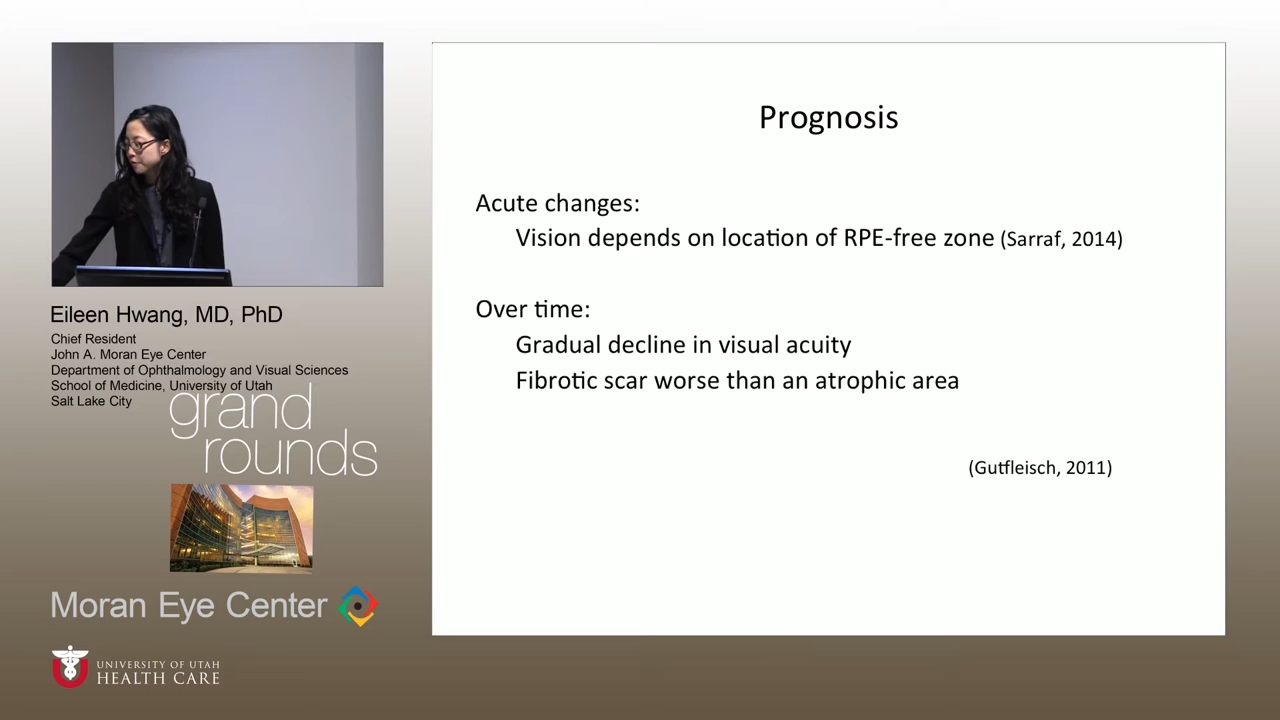 Prognosis
Acute changes:
Vision depends on location of RPE-free zone (Sarraf, 2014)
Over time:
Gradual decline in visual acuity
Fibrotic scar worse than an atrophic area
(Gutfleisch, 2011)
Eileen Hwang, MD, PhD
Chief Resident
John A. Moran Eye Center
Department of Ophthalmology and Visual Sciences
School of Medicine, University of Utah
Salt Lake City
grand
rounds
Moran Eye Center
UNIVERSITY OF UTAH
HEALTH CARE